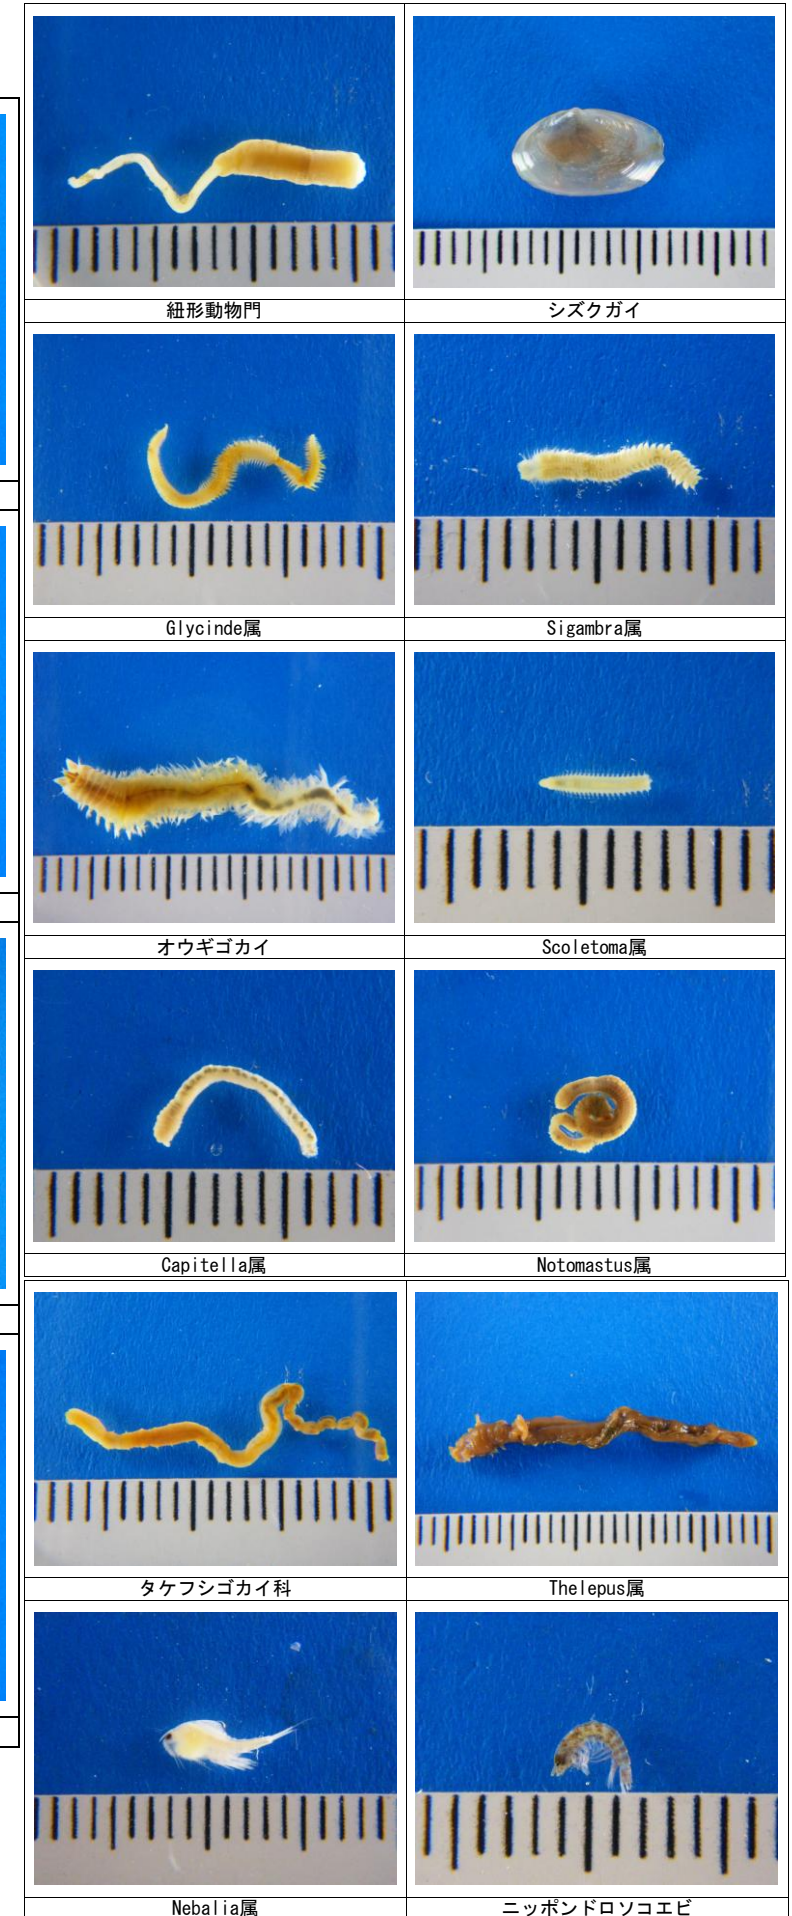 紐形動物門
シズクガイ
Glycinde属
Sigambra属
オウギゴカイ
Scoletoma属
Capitella属
Notomastus属
タケフシゴカイ科
Thelepus属
Nebalia属
ニッポンドロソコエビ